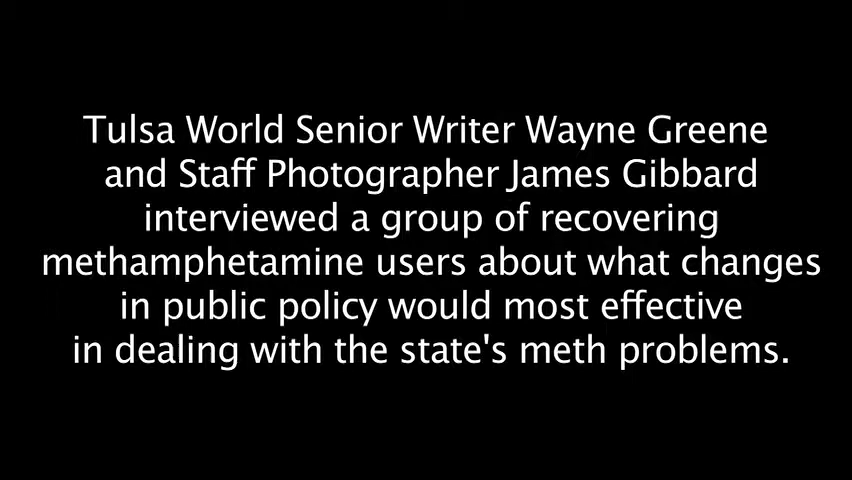 Tulsa World Senior Writer Wayne Greene
and Staff Photographer James Gibbard
interviewed a group of recovering
methamphetamine users about what changes
in public policy would most effective
in dealing with the state's meth problems.